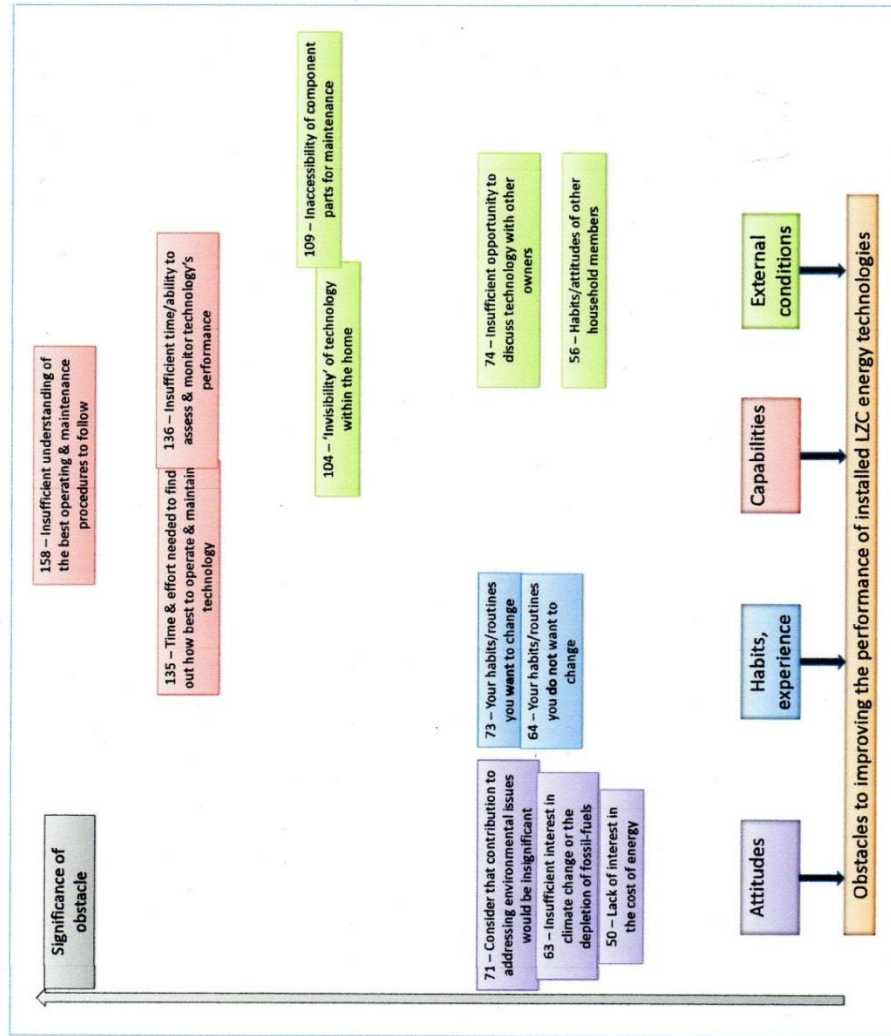 Significance of
obstacle
158 – Insufficient understanding of
the best operating & maintenance
procedures to follow
135 – Time & effort needed to find
out how best to operate & maintain
technology
136 – Insufficient time/ability to
assess & monitor technology's
performance
104 – 'Invisibility' of technology
within the home
109 – Inaccessibility of component
parts for maintenance
71 – Consider that contribution to
addressing environmental issues
would be insignificant
63 – Insufficient interest in
climate change or the
depletion of fossil-fuels
50 – Lack of interest in
the cost of energy
73 – Your habits/routines
you want to change
64 – Your habits/routines
you do not want to
change
74 – Insufficient opportunity to
discuss technology with other
owners
56 – Habits/attitudes of other
household members
Attitudes
Habits,
experience
Capabilities
External
conditions
Obstacles to improving the performance of installed LZC energy technologies